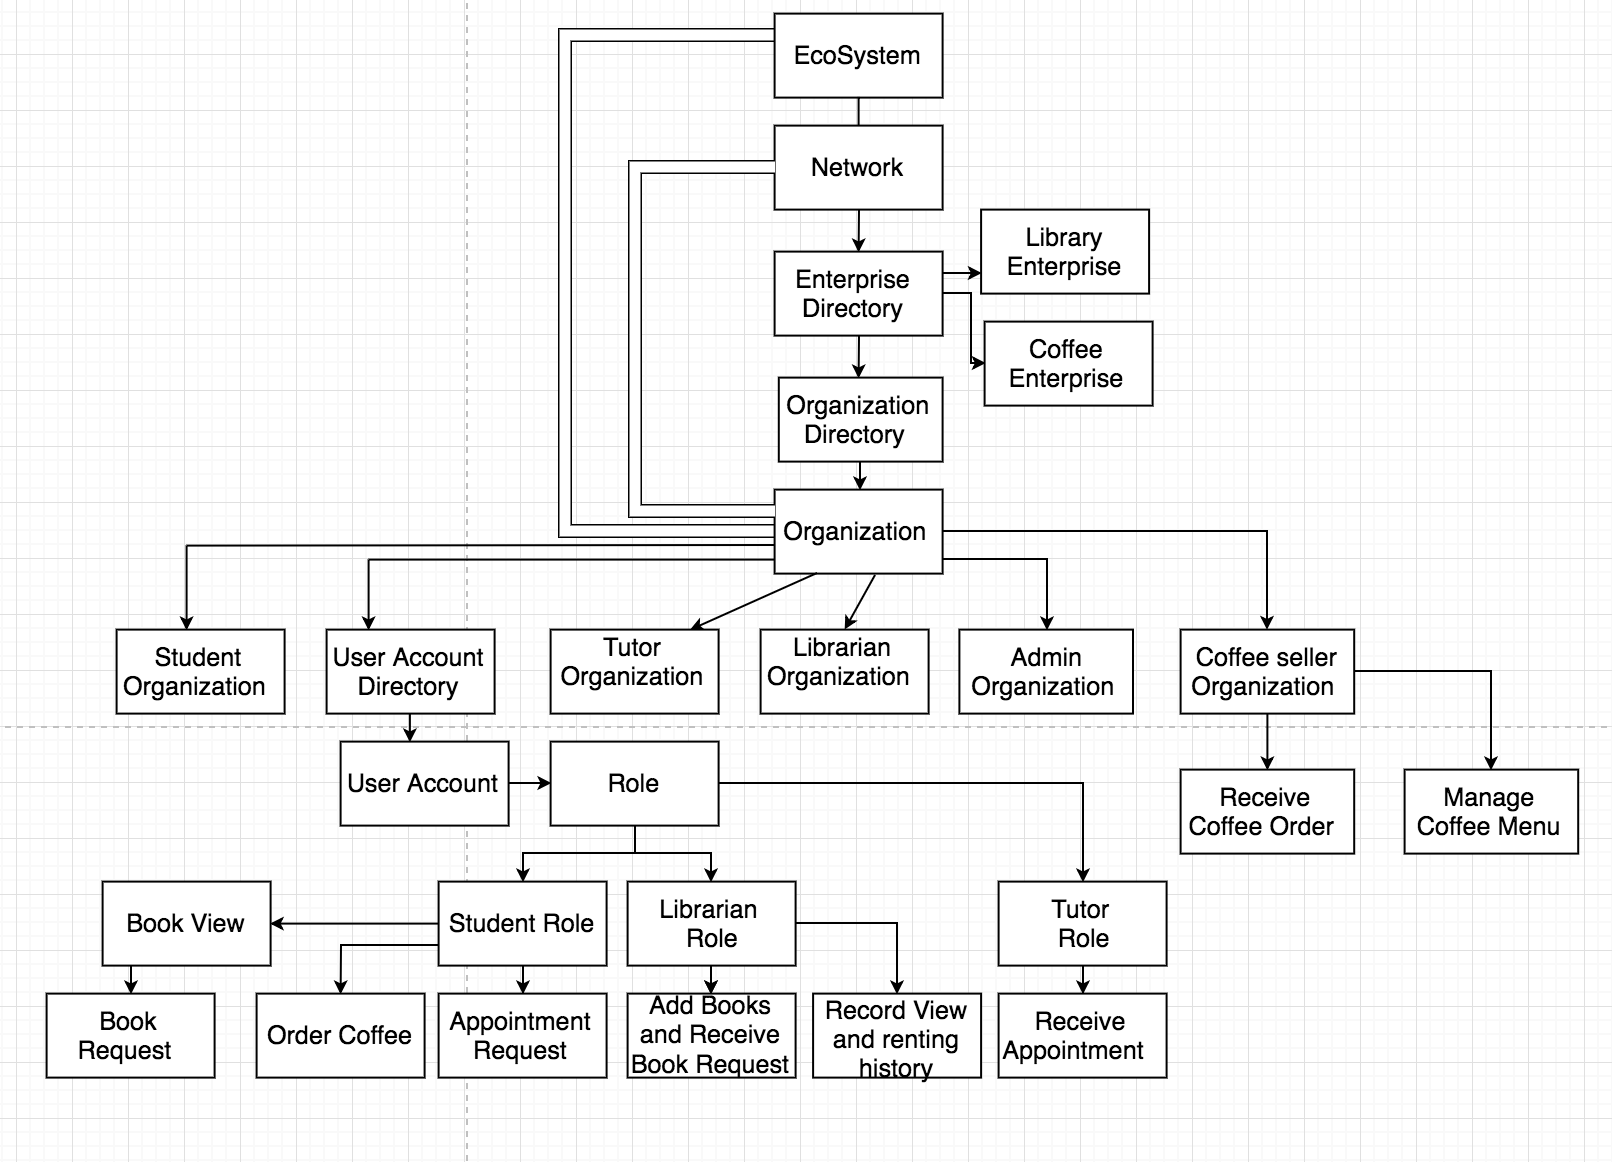 EcoSystem
Network
Library
Enterprise
Enterprise
Directory
Coffee
Enterprise
Organization
Directory
Organization
Student
Organization
User Account
Directory
Tutor
Organization
Librarian
Organization
Admin
Organization
Coffee seller
Organization
User Account
Role
Receive
Coffee Order
Manage
Coffee Menu
Book View
Student Role
Librarian
Role
Tutor
Role
Book
Request
Order Coffee
Appointment
Request
Add Books
and Receive
Book Request
Record View
and renting
history
Receive
Appointment